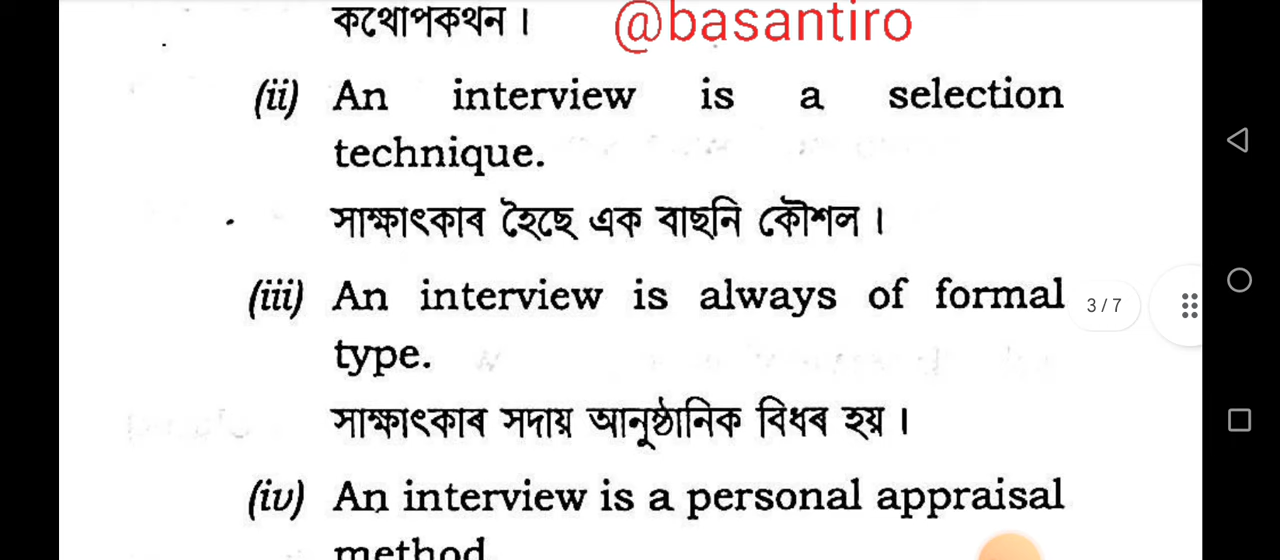 কথোপকথন। @basantiro
(ii) An interview is a selection
technique.
সাক্ষাৎকাৰ হৈছে এক বাছনি কৌশল।
(iii) An interview is always of formal
type.
3/7
সাক্ষাৎকাৰ সদায় আনুষ্ঠানিক বিধৰ হয়।
(iv) An interview is a personal appraisal
method.